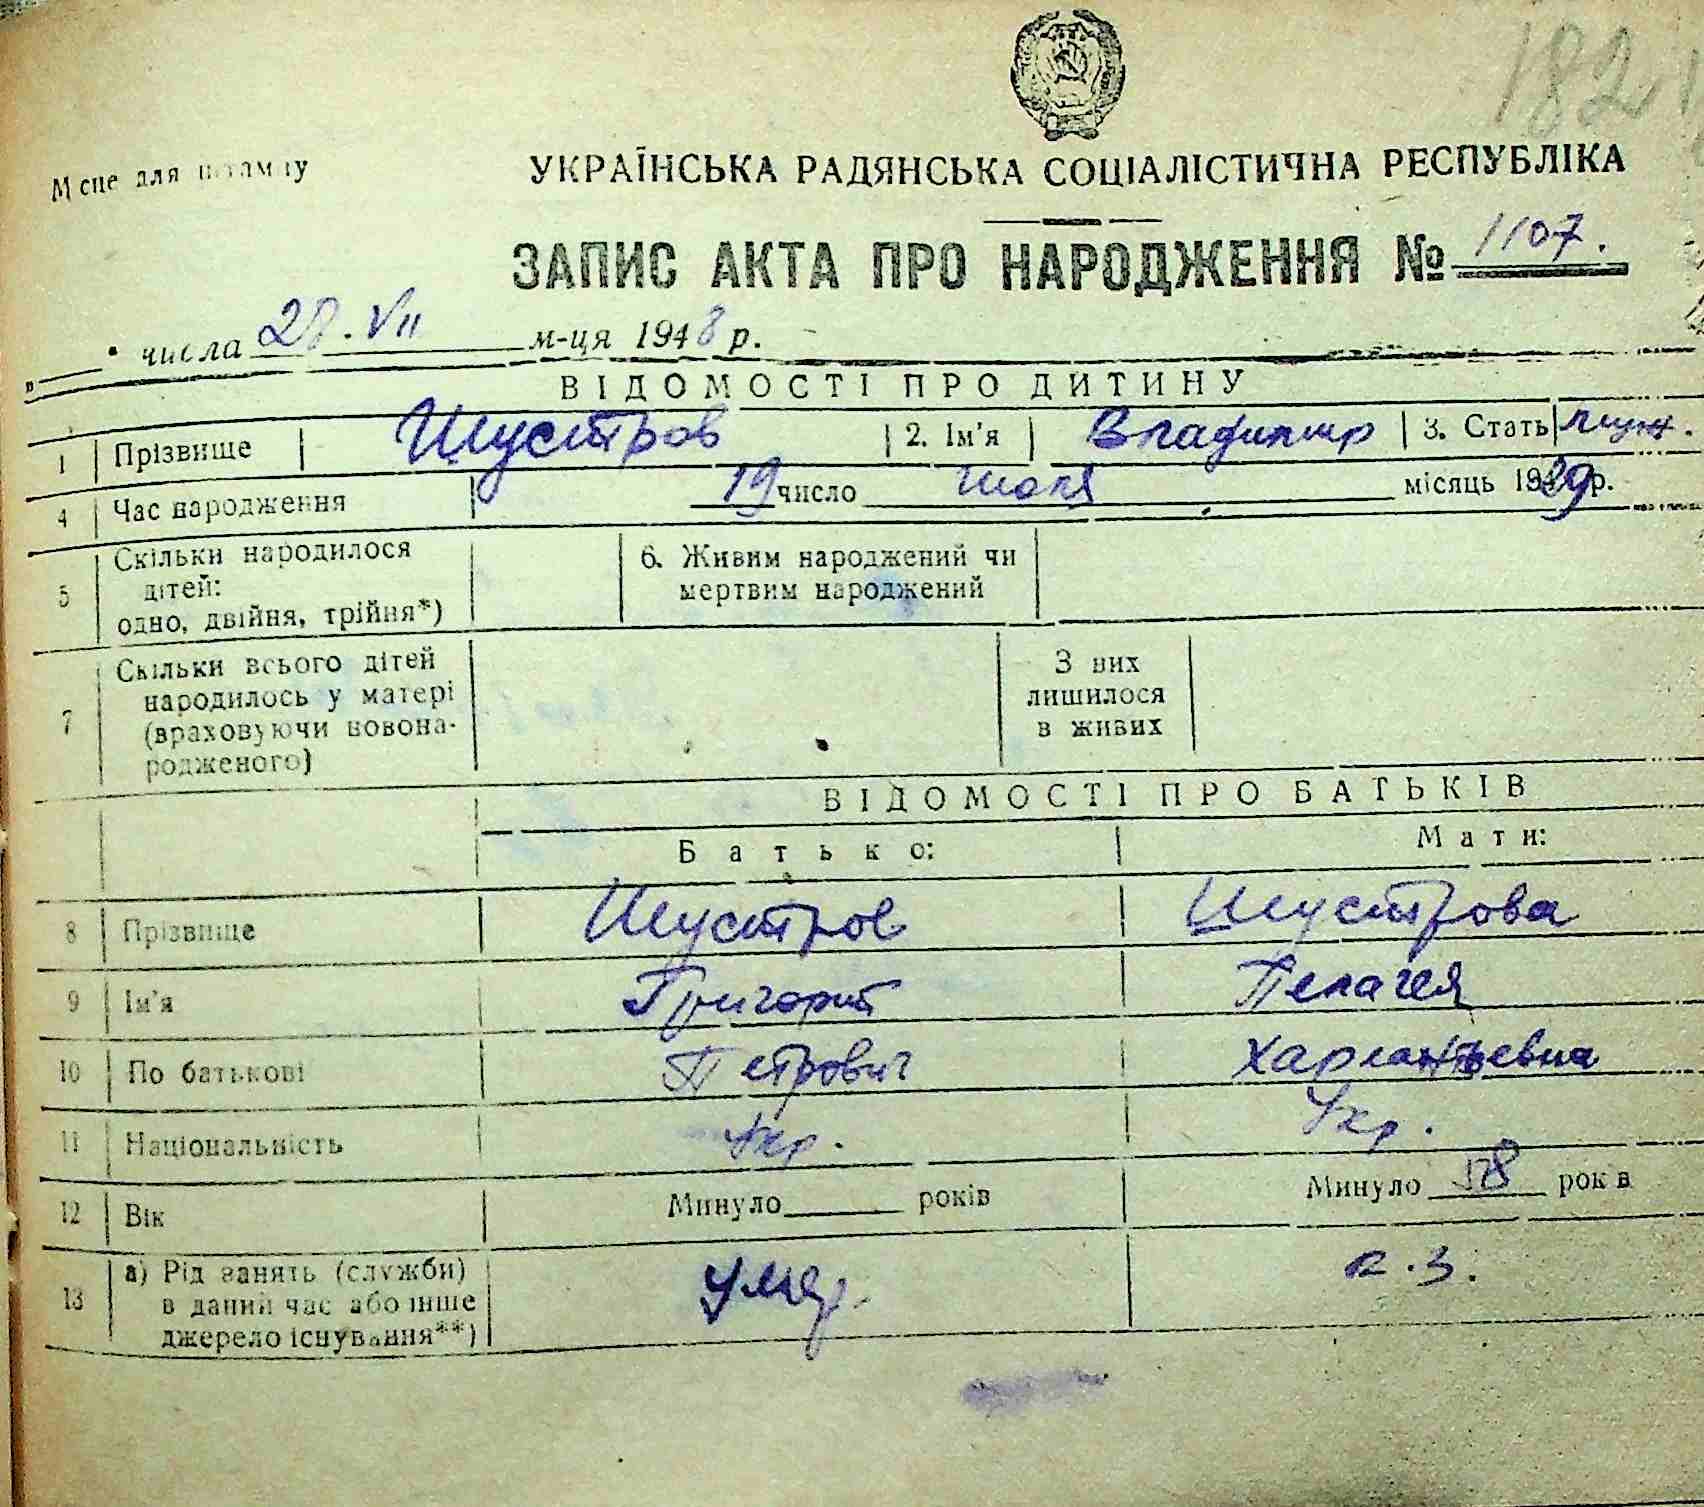 182
Місце для штампу
УКРАЇНСЬКА РАДЯНСЬКА СОЦІАЛІСТИЧНА РЕСПУБЛІКА
ЗАПИС АКТА ПРО НАРОДЖЕННЯ № 1107.
„ “ числа 28.VII м-ця 1948 р.
ВІДОМОСТІ ПРО ДИТИНУ
1 Прізвище Шустров 2. Ім'я Владимир 3. Стать муж.
4 Час народження 19 число июля місяць 1939 р.
5 Скільки народилося дітей: одно, двійня, трійня*) 6. Живим народжений чи мертвим народжений
7 Скільки всього дітей народилось у матері (враховуючи новонародженого) З них лишилося в живих
ВІДОМОСТІ ПРО БАТЬКІВ
Батько: Мати:
8 Прізвище Шустров Шустрова
9 Ім'я Григорий Пелагея
10 По батькові Петрович Харлантьевна
11 Національність Укр. Укр.
12 Вік Минуло років Минуло років
13 а) Рід занять (служби) в даний час або інше джерело існування**) умер.